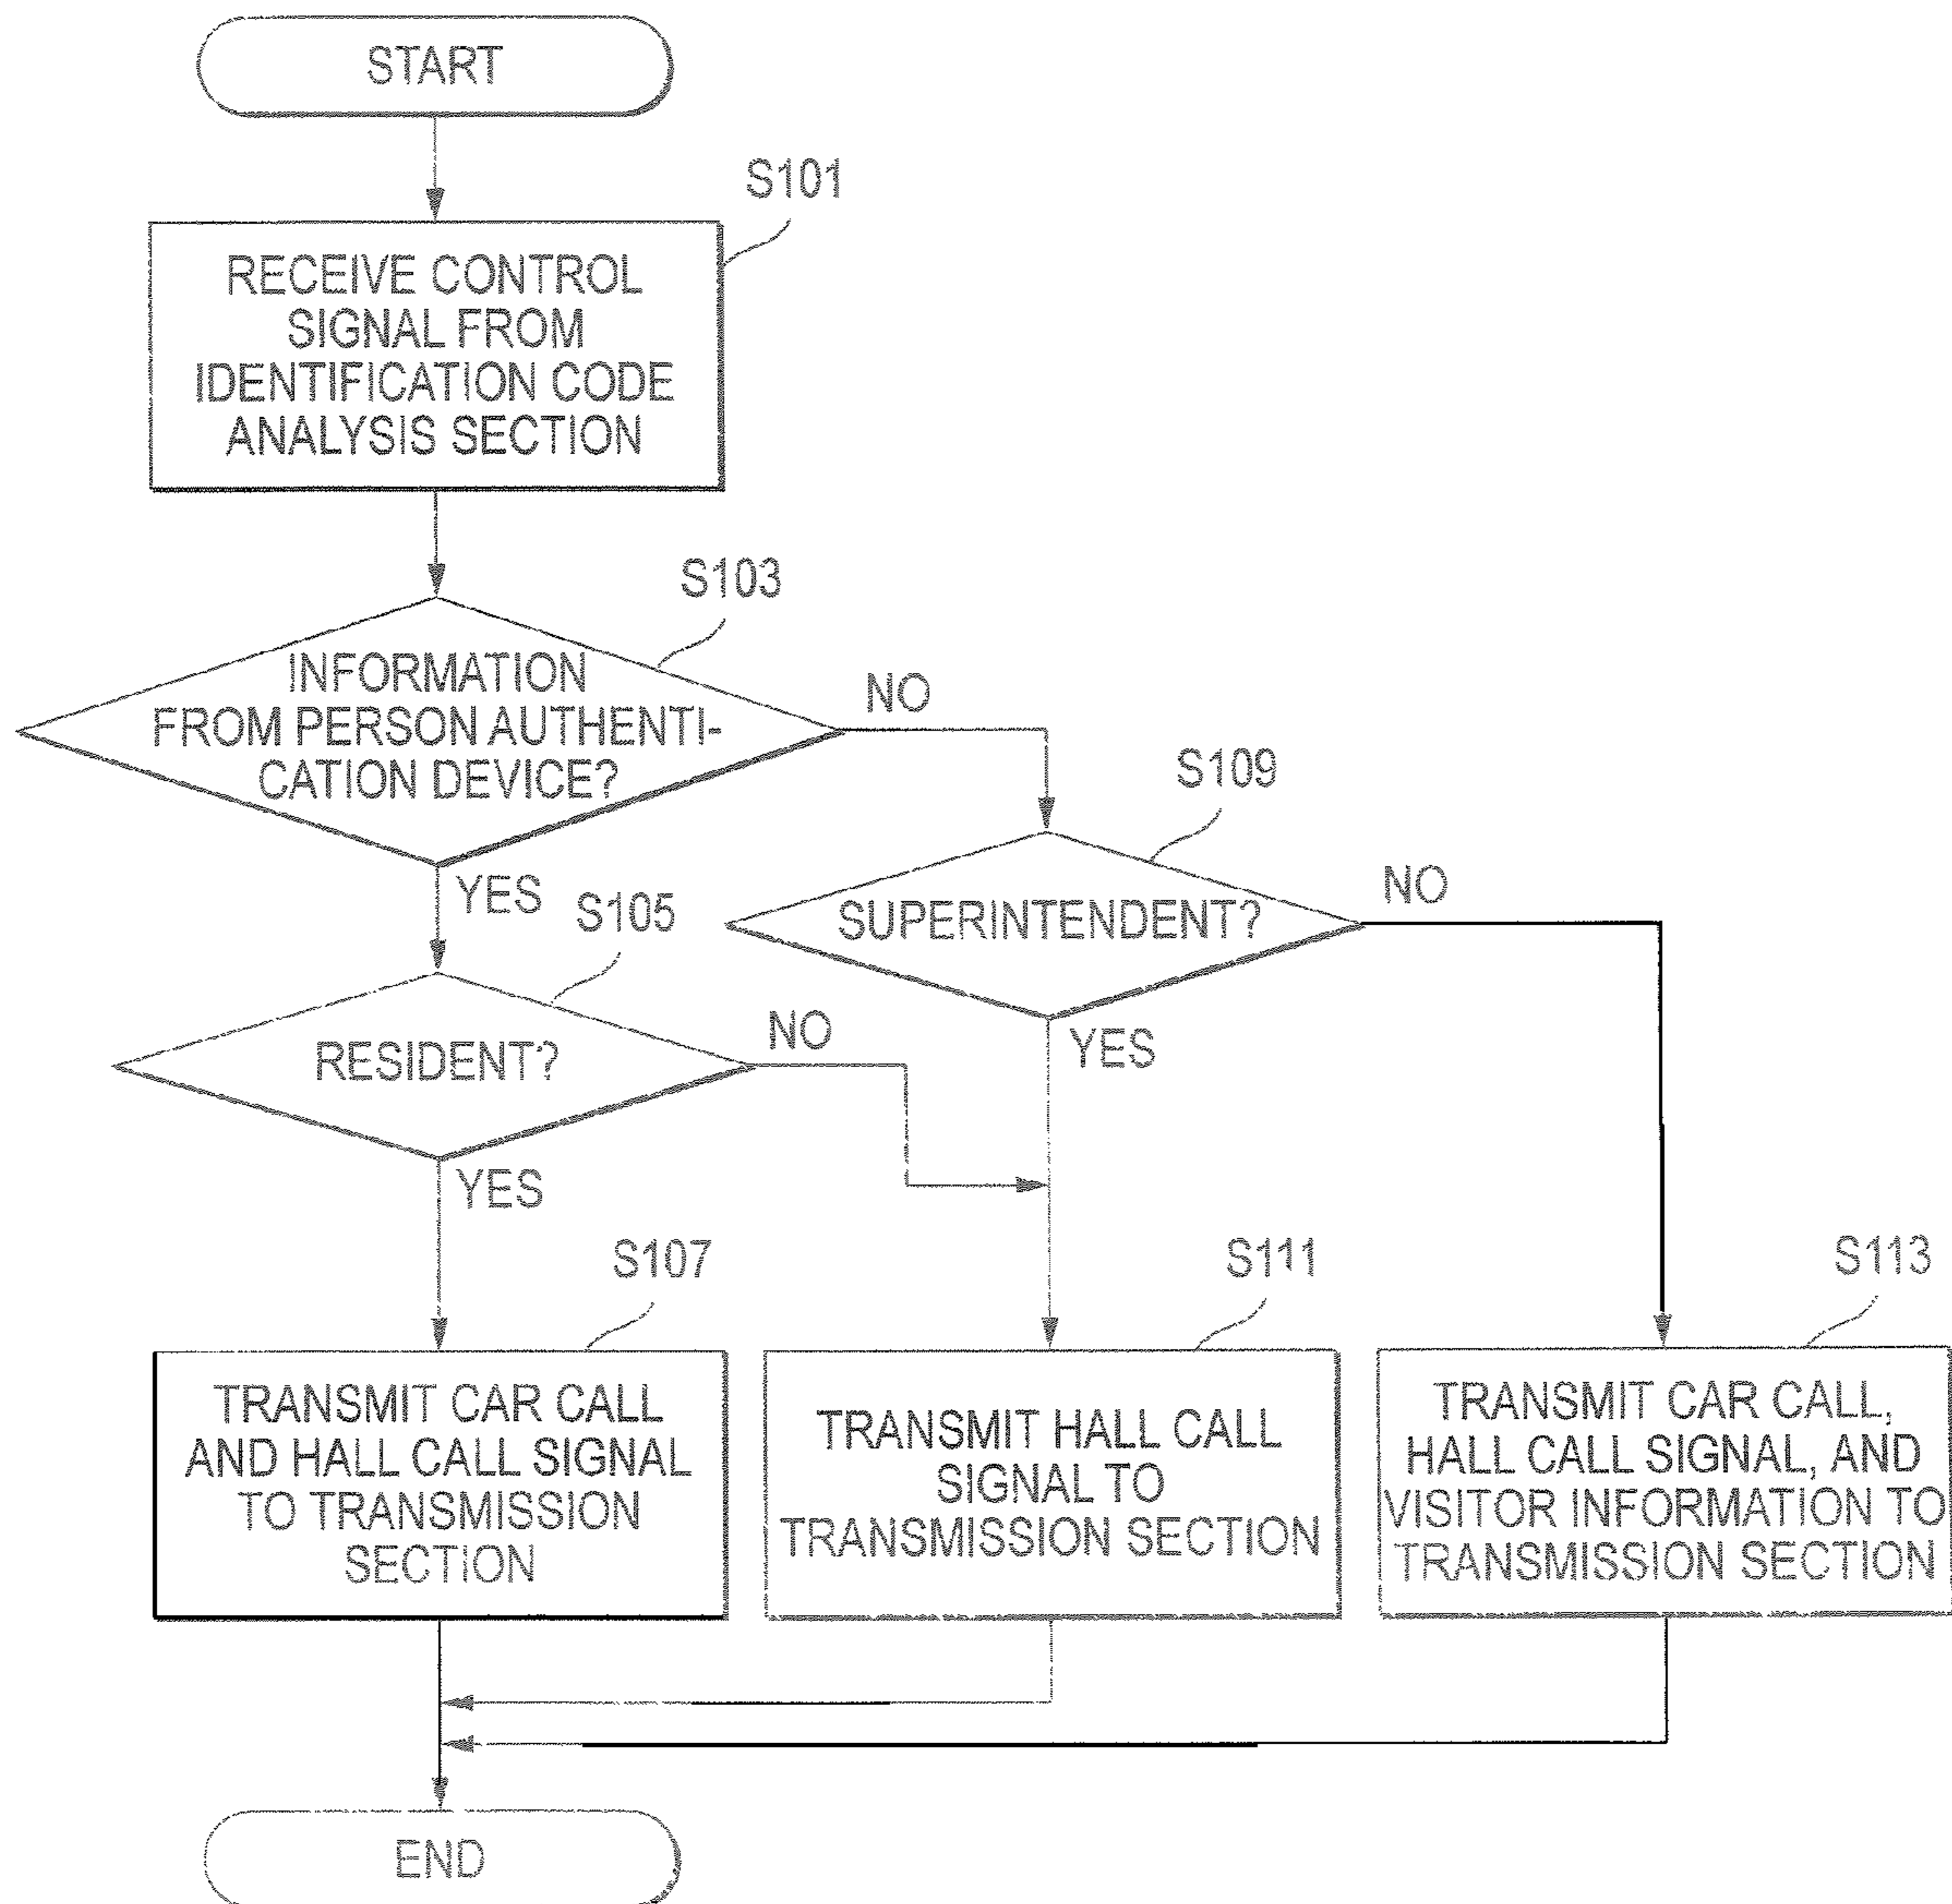 START
S101
RECEIVE CONTROL
SIGNAL FROM
IDENTIFICATION CODE
ANALYSIS SECTION
S103
INFORMATION
FROM PERSON AUTHENTI-
CATION DEVICE?
NO
YES
S109
SUPERINTENDENT?
NO
YES
S105
RESIDENT?
NO
YES
S107
TRANSMIT CAR CALL
AND HALL CALL SIGNAL
TO TRANSMISSION
SECTION
S111
TRANSMIT HALL CALL
SIGNAL TO
TRANSMISSION SECTION
S113
TRANSMIT CAR CALL,
HALL CALL SIGNAL, AND
VISITOR INFORMATION TO
TRANSMISSION SECTION
END